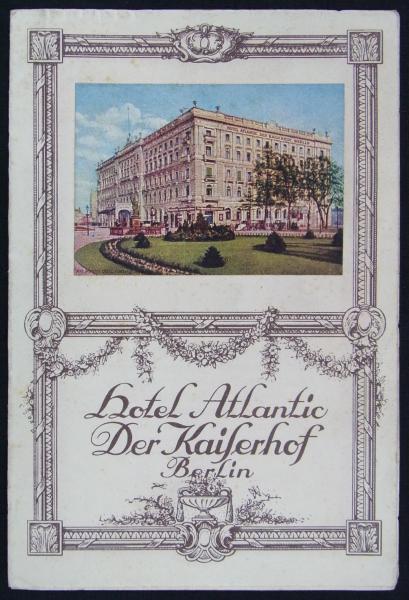 Hotel Atlantic
Der Kaiſerhof
Berlin